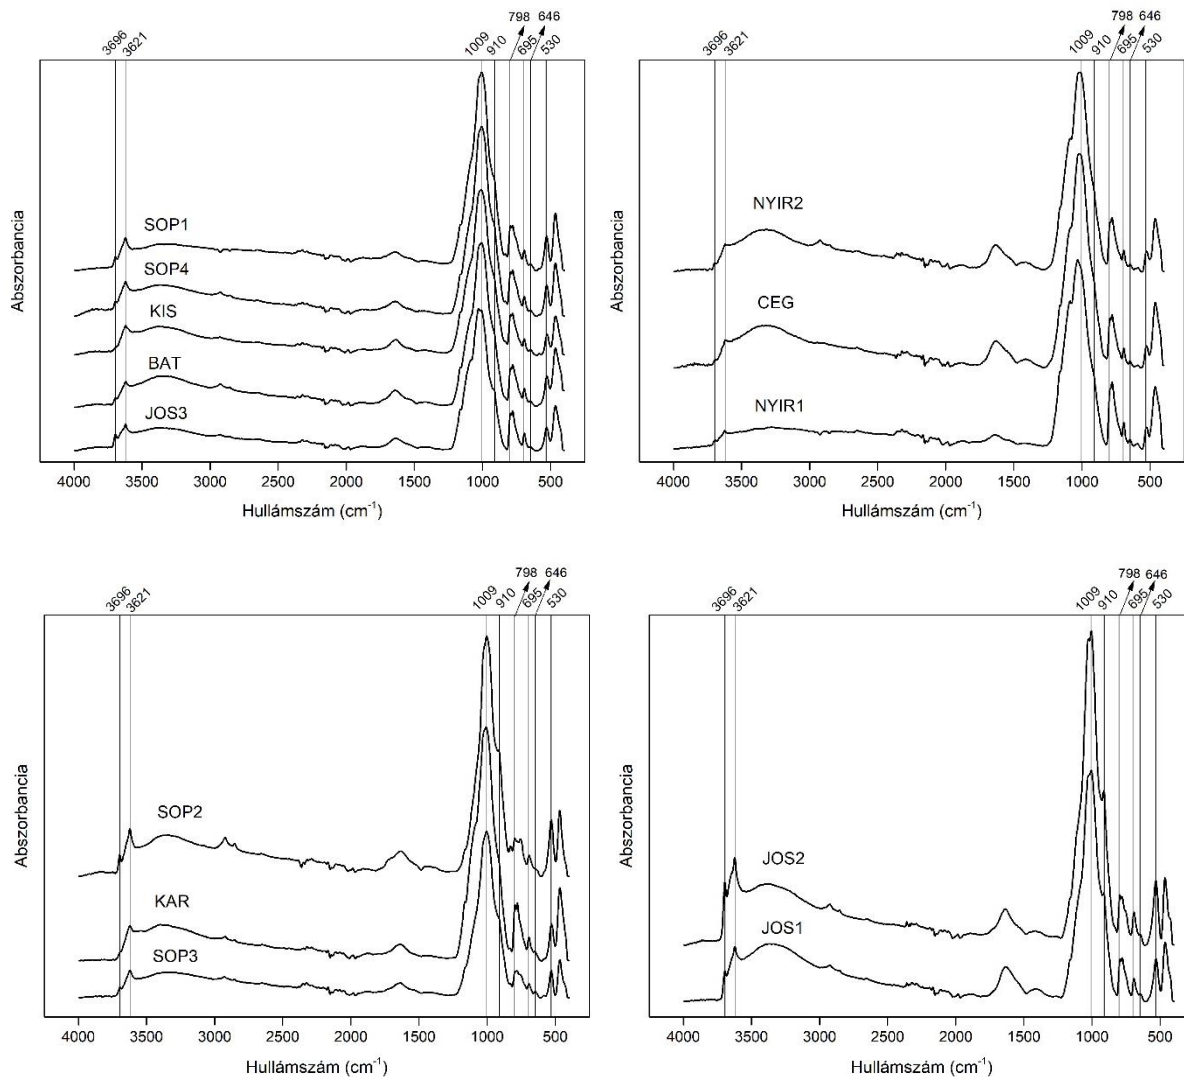 798 646
3696 3621 1009 910 695 530
Abszorbancia
SOP1
SOP4
KIS
BAT
JOS3
4000 3500 3000 2500 2000 1500 1000 500
Hullámszám (cm⁻¹)
798 646
3696 3621 1009 910 695 530
Abszorbancia
NYIR2
CEG
NYIR1
4000 3500 3000 2500 2000 1500 1000 500
Hullámszám (cm⁻¹)
798 646
3696 3621 1009 910 695 530
Abszorbancia
SOP2
KAR
SOP3
4000 3500 3000 2500 2000 1500 1000 500
Hullámszám (cm⁻¹)
798 646
3696 3621 1009 910 695 530
Abszorbancia
JOS2
JOS1
4000 3500 3000 2500 2000 1500 1000 500
Hullámszám (cm⁻¹)